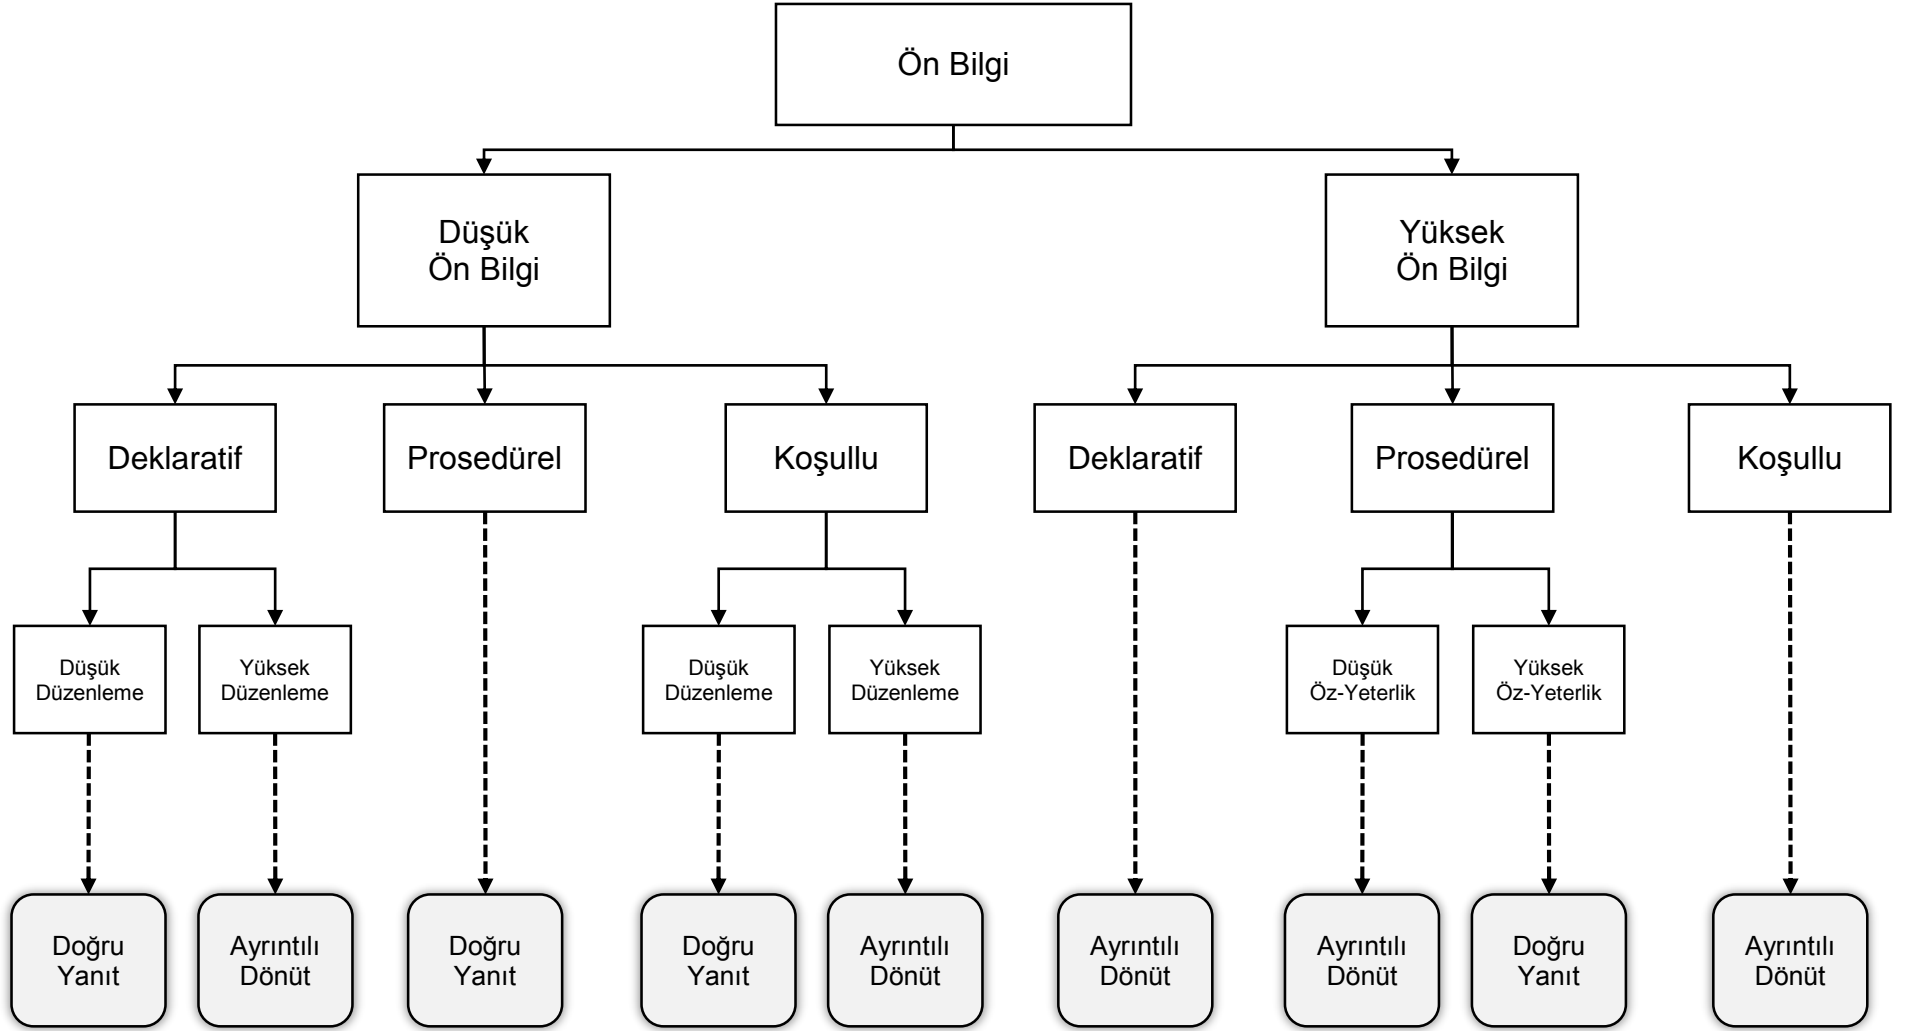 Ön Bilgi
Düşük
Ön Bilgi
Yüksek
Ön Bilgi
Deklaratif
Prosedürel
Koşullu
Deklaratif
Prosedürel
Koşullu
Düşük
Düzenleme
Yüksek
Düzenleme
Düşük
Düzenleme
Yüksek
Düzenleme
Düşük
Öz-Yeterlik
Yüksek
Öz-Yeterlik
Doğru
Yanıt
Ayrıntılı
Dönüt
Doğru
Yanıt
Doğru
Yanıt
Ayrıntılı
Dönüt
Ayrıntılı
Dönüt
Ayrıntılı
Dönüt
Doğru
Yanıt
Ayrıntılı
Dönüt